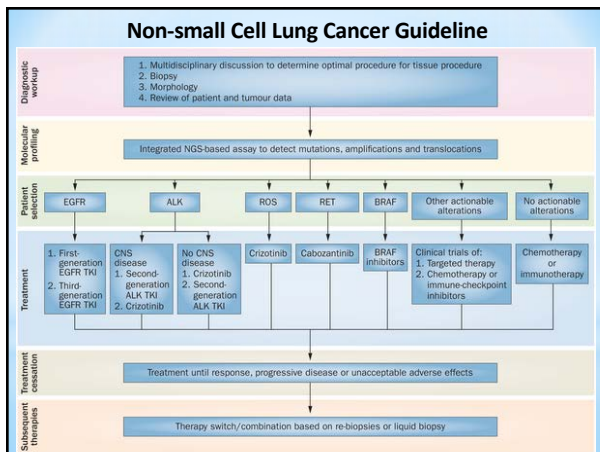 Non-small Cell Lung Cancer Guideline
Diagnostic
workup
1. Multidisciplinary discussion to determine optimal procedure for tissue procedure
2. Biopsy
3. Morphology
4. Review of patient and tumour data
Molecular
profiling
Integrated NGS-based assay to detect mutations, amplifications and translocations
Patient
selection
EGFR
ALK
ROS
RET
BRAF
Other actionable
alterations
No actionable
alterations
Treatment
1. First-
generation
EGFR TKI
2. Third-
generation
EGFR TKI
CNS
disease
1. Second-
generation
ALK TKI
2. Crizotinib
No CNS
disease
1. Crizotinib
2. Second-
generation
ALK TKI
Crizotinib
Cabozantinib
BRAF
inhibitors
Clinical trials of:
1. Targeted therapy
2. Chemotherapy or
immune-checkpoint
inhibitors
Chemotherapy
or
immunotherapy
Treatment
cessation
Treatment until response, progressive disease or unacceptable adverse effects
Subsequent
therapies
Therapy switch/combination based on re-biopsies or liquid biopsy